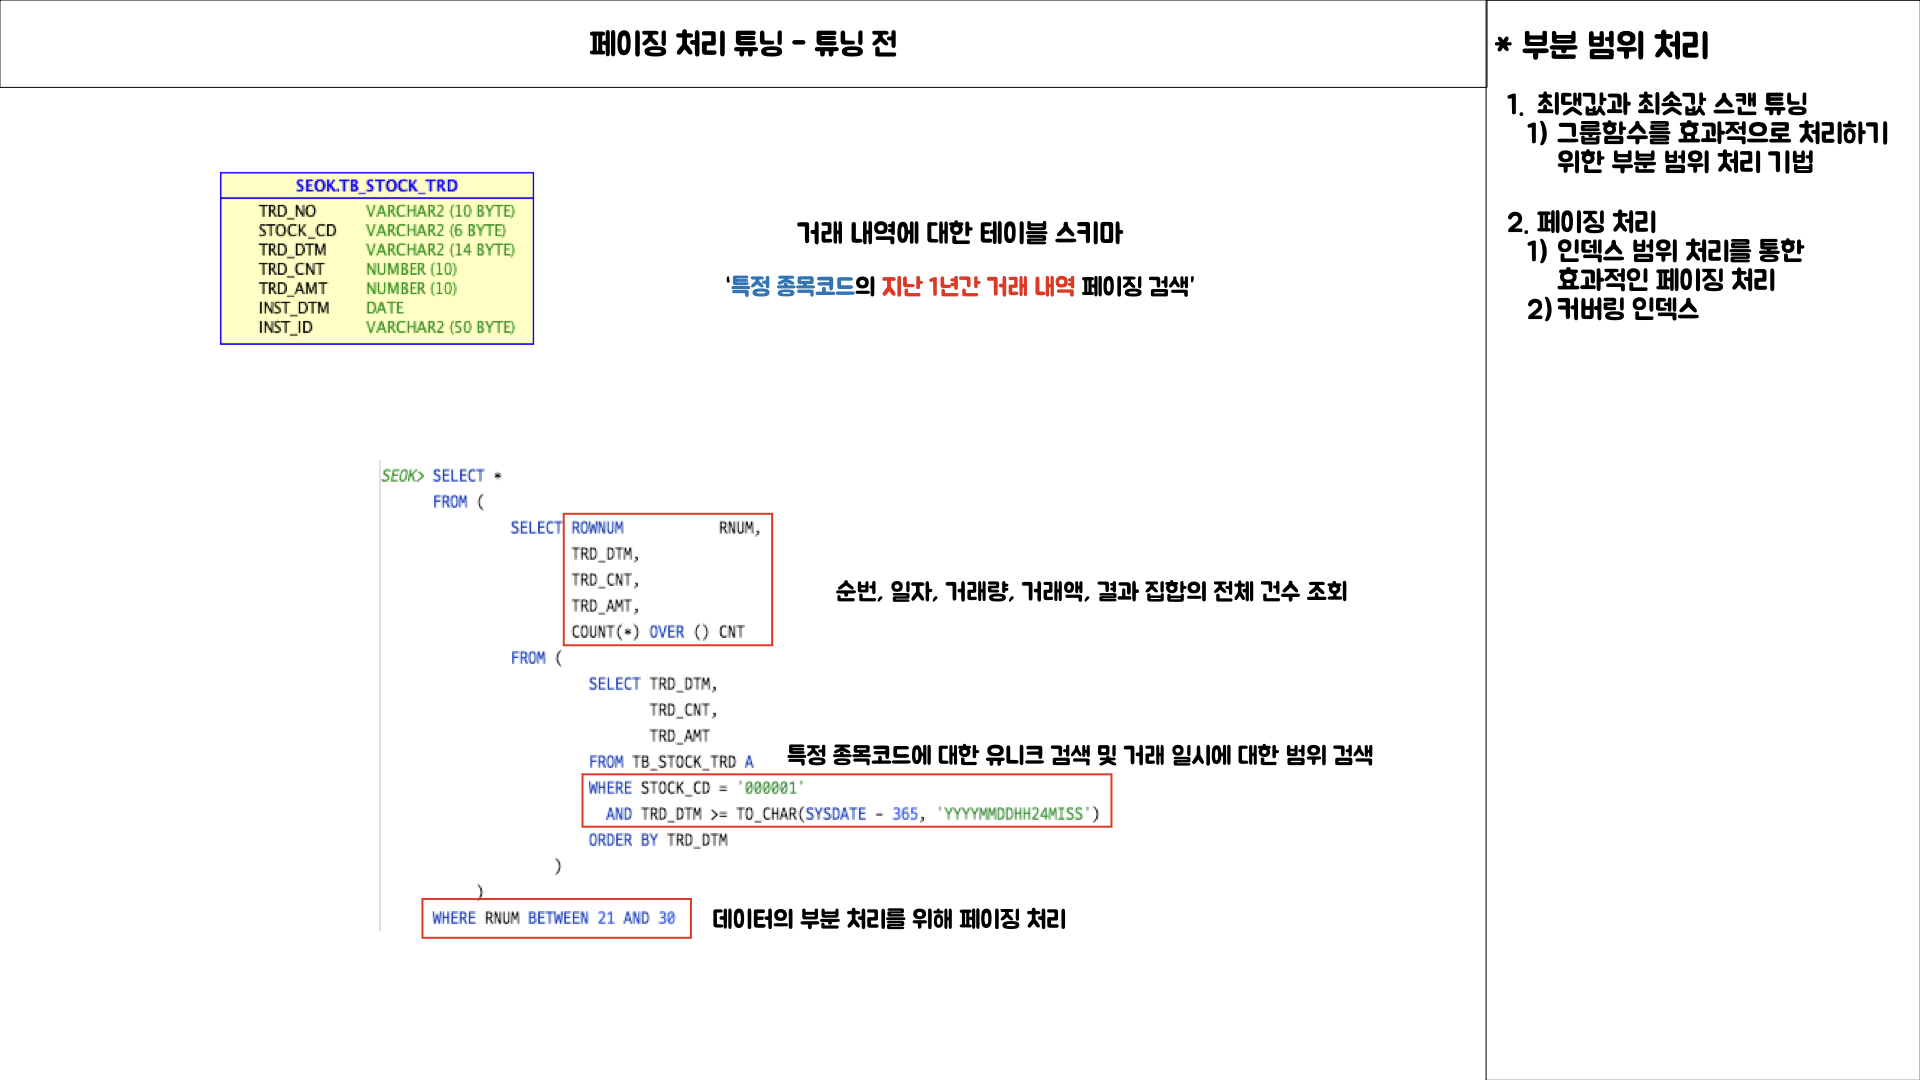 페이징 처리 튜닝 - 튜닝 전
SEOK.TB_STOCK_TRD
TRD_NO VARCHAR2 (10 BYTE)
STOCK_CD VARCHAR2 (6 BYTE)
TRD_DTM VARCHAR2 (14 BYTE)
TRD_CNT NUMBER (10)
TRD_AMT NUMBER (10)
INST_DTM DATE
INST_ID VARCHAR2 (50 BYTE)
거래 내역에 대한 테이블 스키마
'특정 종목코드의 지난 1년간 거래 내역 페이징 검색'
SEOK> SELECT *
FROM (
SELECT ROWNUM RNUM,
TRD_DTM,
TRD_CNT,
TRD_AMT,
COUNT(*) OVER () CNT
순번, 일자, 거래량, 거래액, 결과 집합의 전체 건수 조회
FROM (
SELECT TRD_DTM,
TRD_CNT,
TRD_AMT
FROM TB_STOCK_TRD A
특정 종목코드에 대한 유니크 검색 및 거래 일시에 대한 범위 검색
WHERE STOCK_CD = '000001'
AND TRD_DTM >= TO_CHAR(SYSDATE - 365, 'YYYYMMDDHH24MISS')
ORDER BY TRD_DTM
)
)
WHERE RNUM BETWEEN 21 AND 30
데이터의 부분 처리를 위해 페이징 처리
* 부분 범위 처리
1. 최댓값과 최솟값 스캔 튜닝
1) 그룹함수를 효과적으로 처리하기
위한 부분 범위 처리 기법
2. 페이징 처리
1) 인덱스 범위 처리를 통한
효과적인 페이징 처리
2) 커버링 인덱스